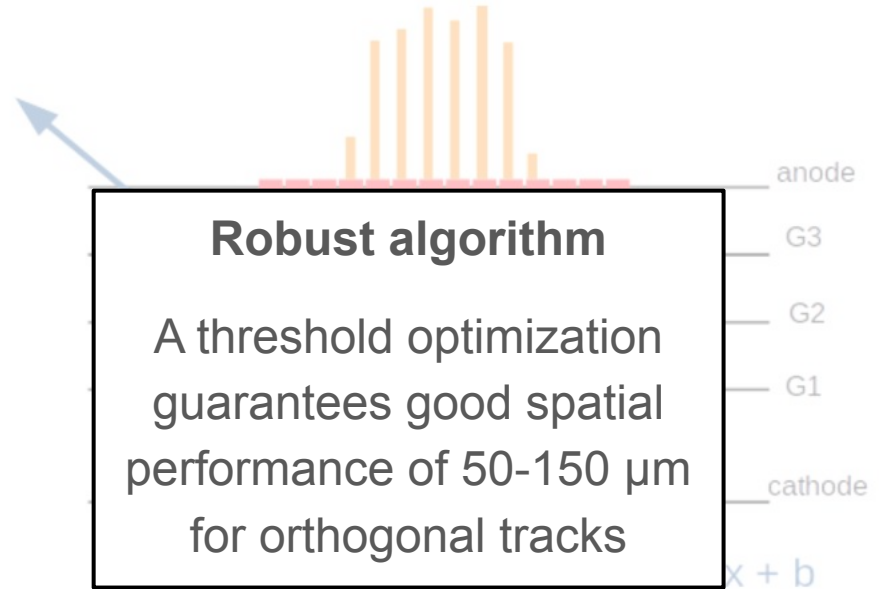 anode
Robust algorithm
G3
A threshold optimization
G2
guarantees good spatial
G1
performance of 50-150 µm
cathode
for orthogonal tracks
x + b